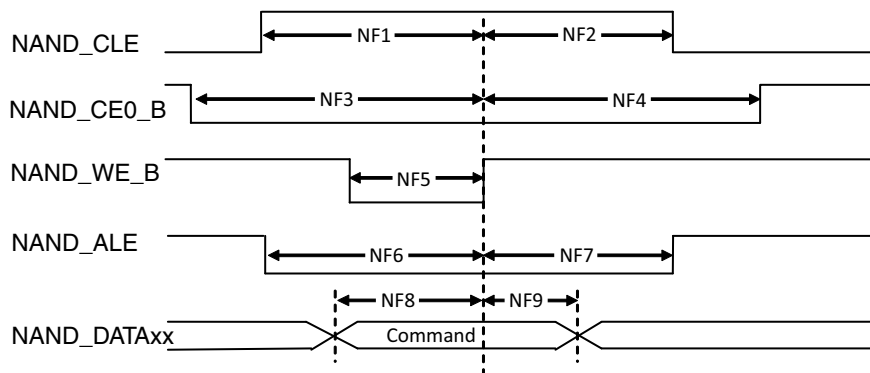 NAND_CLE
NF1
NF2
NAND_CE0_B
NF3
NF4
NAND_WE_B
NF5
NAND_ALE
NF6
NF7
NF8
NF9
NAND_DATAxx
Command